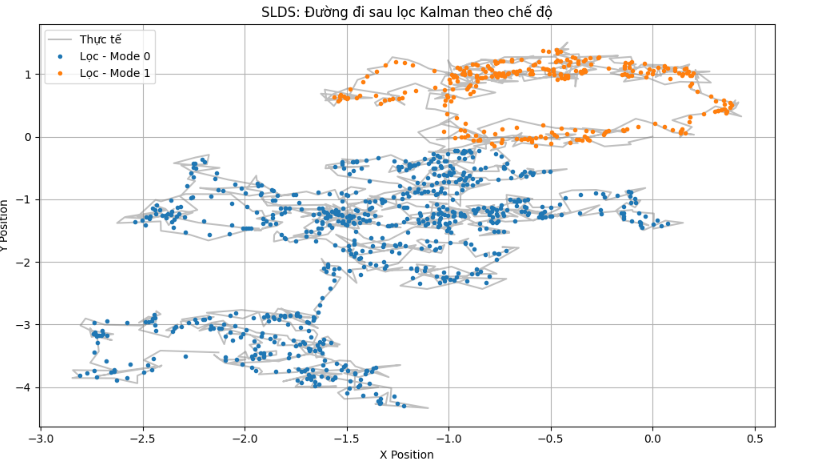 SLDS: Đường đi sau lọc Kalman theo chế độ
Thực tế
Lọc - Mode 0
Lọc - Mode 1
1
0
−1
−2
−3
−4
Y Position
−3.0 −2.5 −2.0 −1.5 −1.0 −0.5 0.0 0.5
X Position